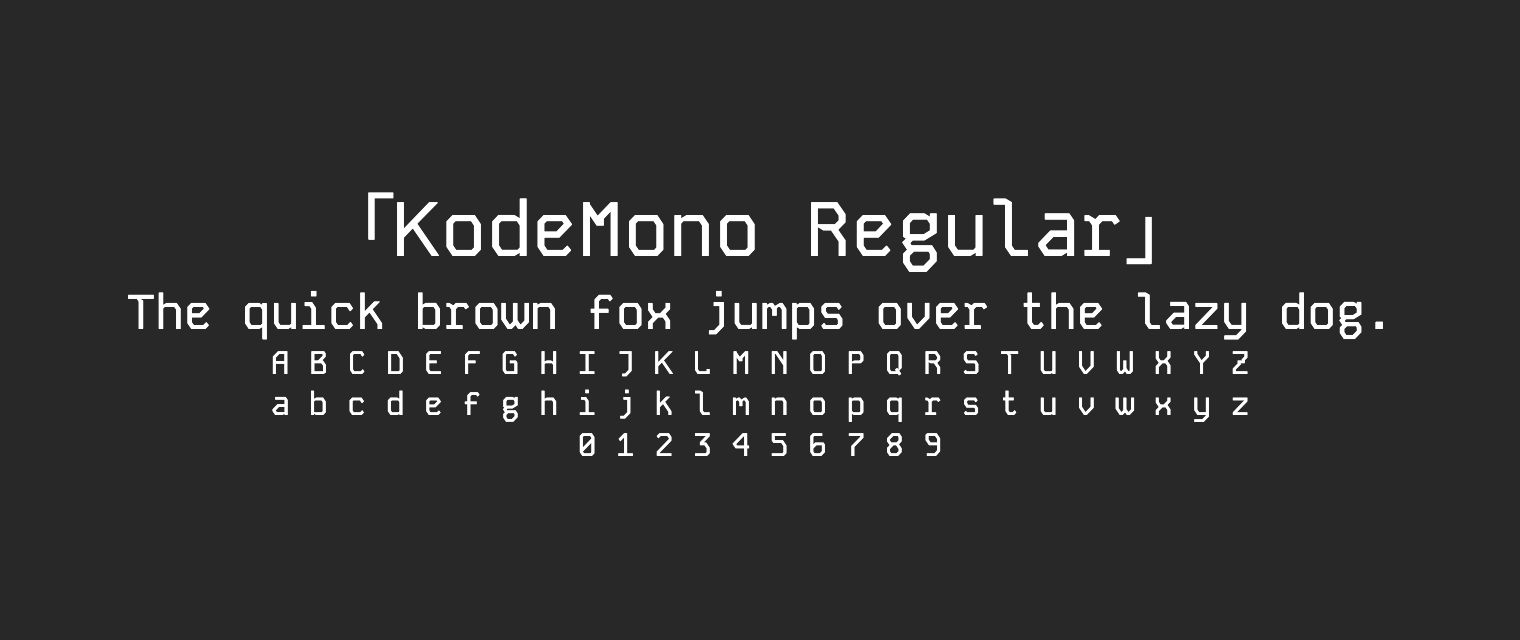 「KodeMono Regular」
The quick brown fox jumps over the lazy dog.
A B C D E F G H I J K L M N O P Q R S T U V W X Y Z
a b c d e f g h i j k l m n o p q r s t u v w x y z
0 1 2 3 4 5 6 7 8 9